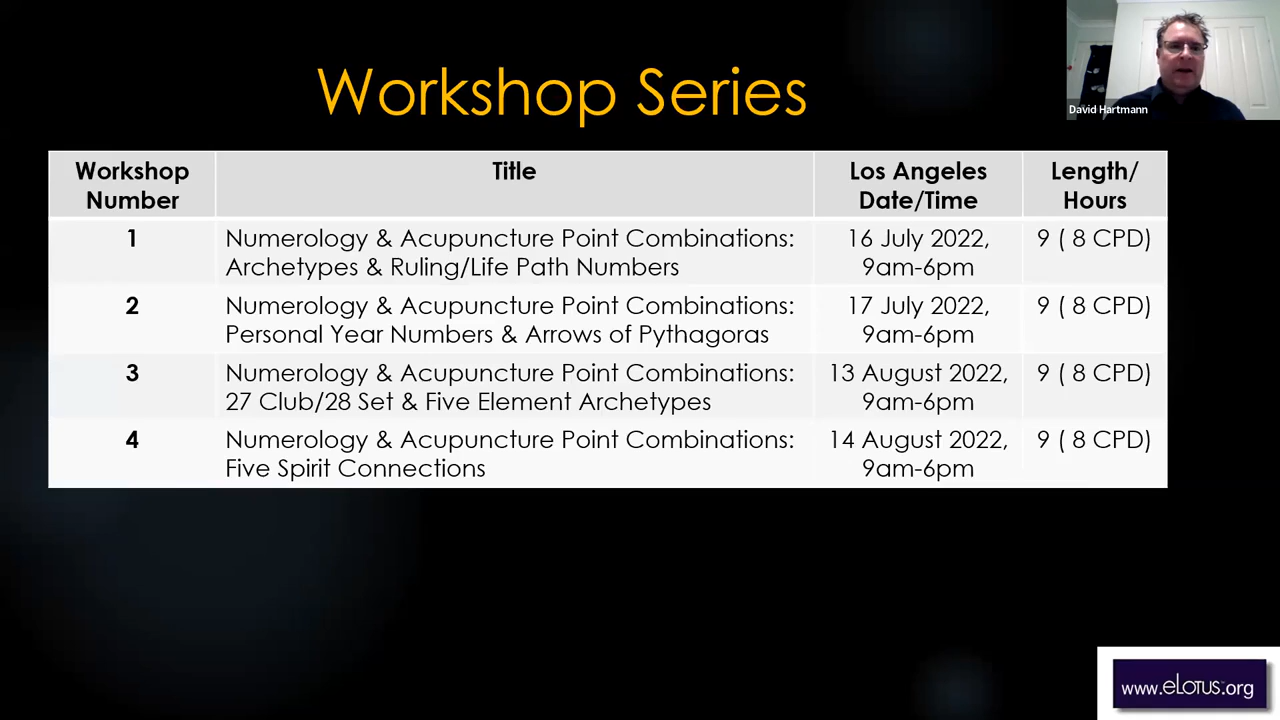 Workshop Series
David Hartmann
Workshop Number
Title
Los Angeles Date/Time
Length/ Hours
1
Numerology & Acupuncture Point Combinations:
Archetypes & Ruling/Life Path Numbers
16 July 2022,
9am-6pm
9 ( 8 CPD)
2
Numerology & Acupuncture Point Combinations:
Personal Year Numbers & Arrows of Pythagoras
17 July 2022,
9am-6pm
9 ( 8 CPD)
3
Numerology & Acupuncture Point Combinations:
27 Club/28 Set & Five Element Archetypes
13 August 2022,
9am-6pm
9 ( 8 CPD)
4
Numerology & Acupuncture Point Combinations:
Five Spirit Connections
14 August 2022,
9am-6pm
9 ( 8 CPD)
www.eLotus.org